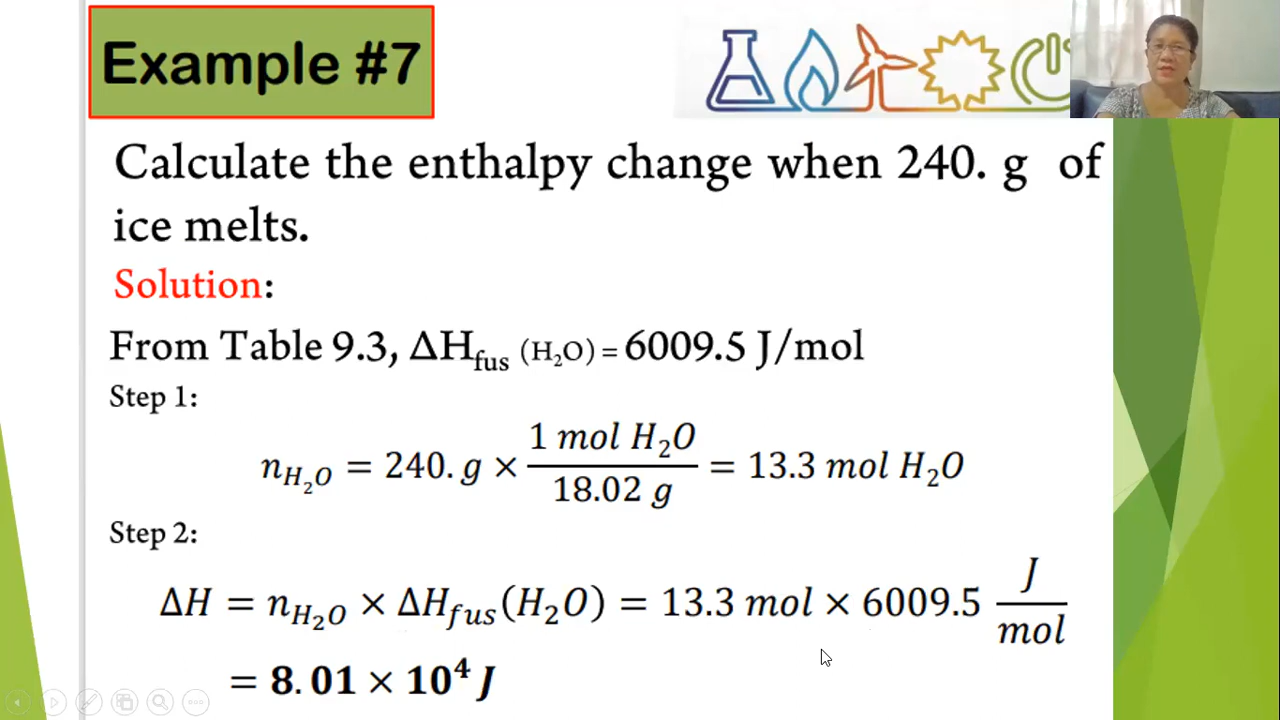 Example #7
Calculate the enthalpy change when 240. g of
ice melts.
Solution:
From Table 9.3, ΔH_fus (H₂O) = 6009.5 J/mol
Step 1:
n_H₂O = 240. g × (1 mol H₂O / 18.02 g) = 13.3 mol H₂O
Step 2:
ΔH = n_H₂O × ΔH_fus(H₂O) = 13.3 mol × 6009.5 J/mol
= 8.01 × 10⁴ J